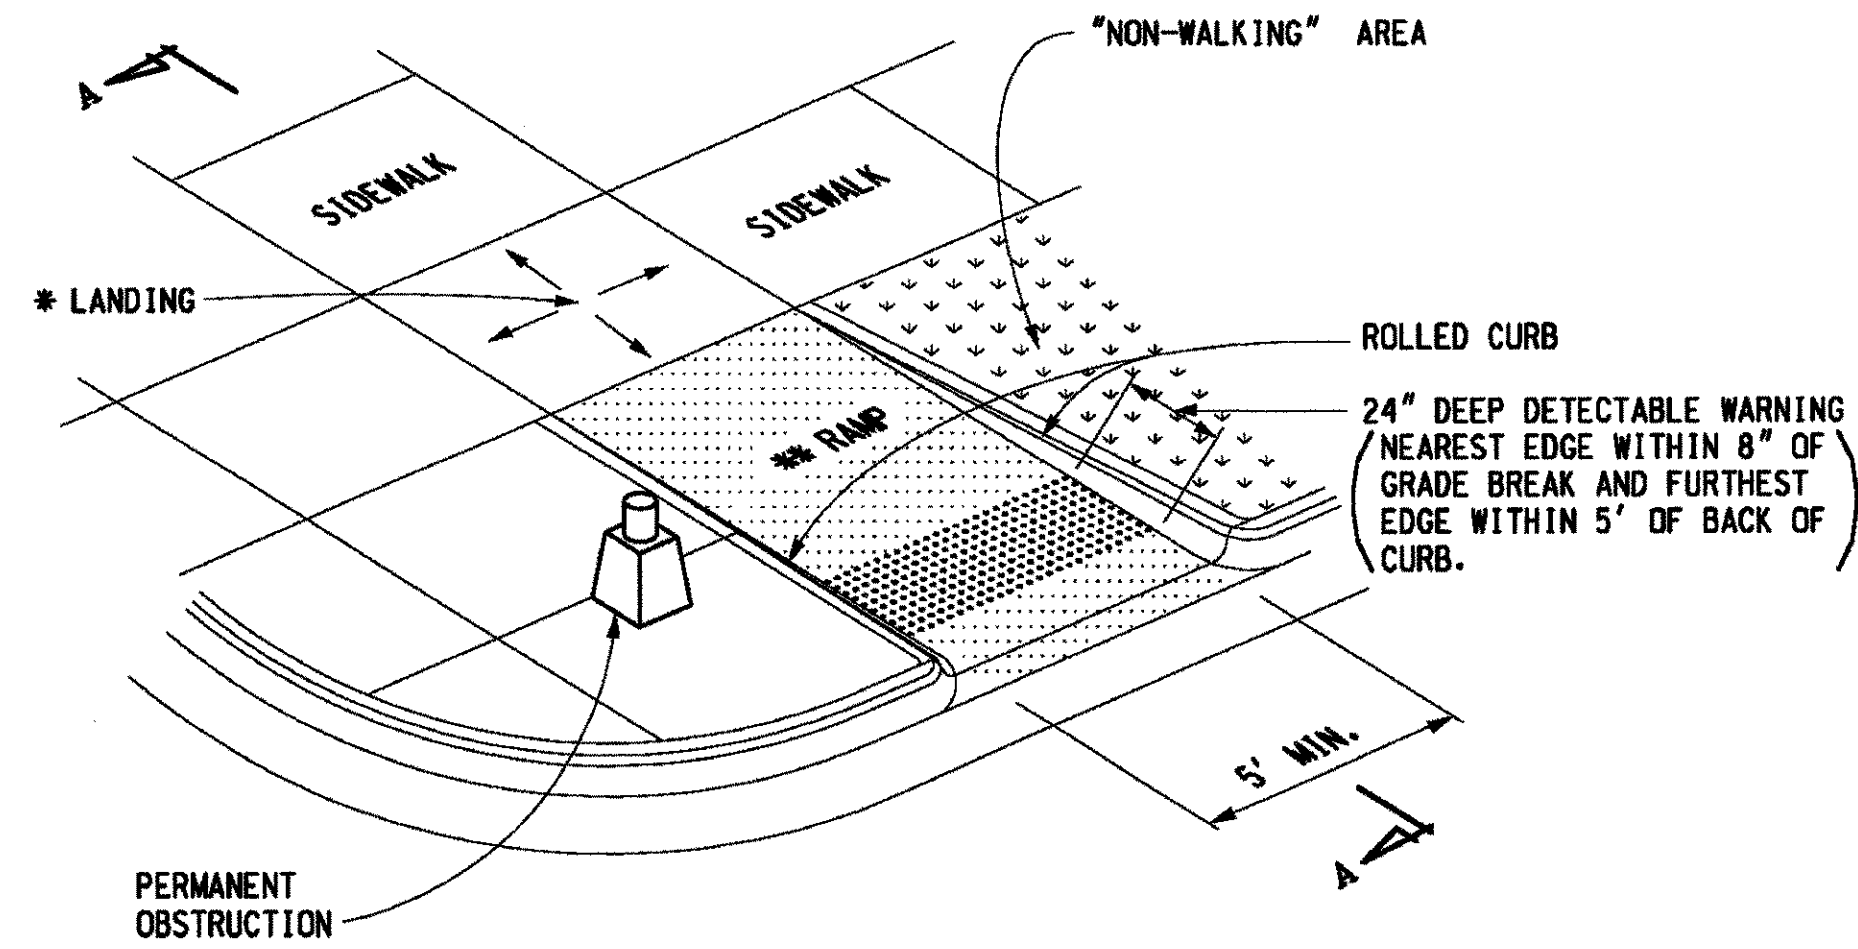 "NON-WALKING" AREA
A
SIDEWALK
SIDEWALK
* LANDING
ROLLED CURB
** RAMP
24" DEEP DETECTABLE WARNING
(NEAREST EDGE WITHIN 8" OF
GRADE BREAK AND FURTHEST
EDGE WITHIN 5' OF BACK OF
CURB.)
5' MIN.
A
PERMANENT
OBSTRUCTION